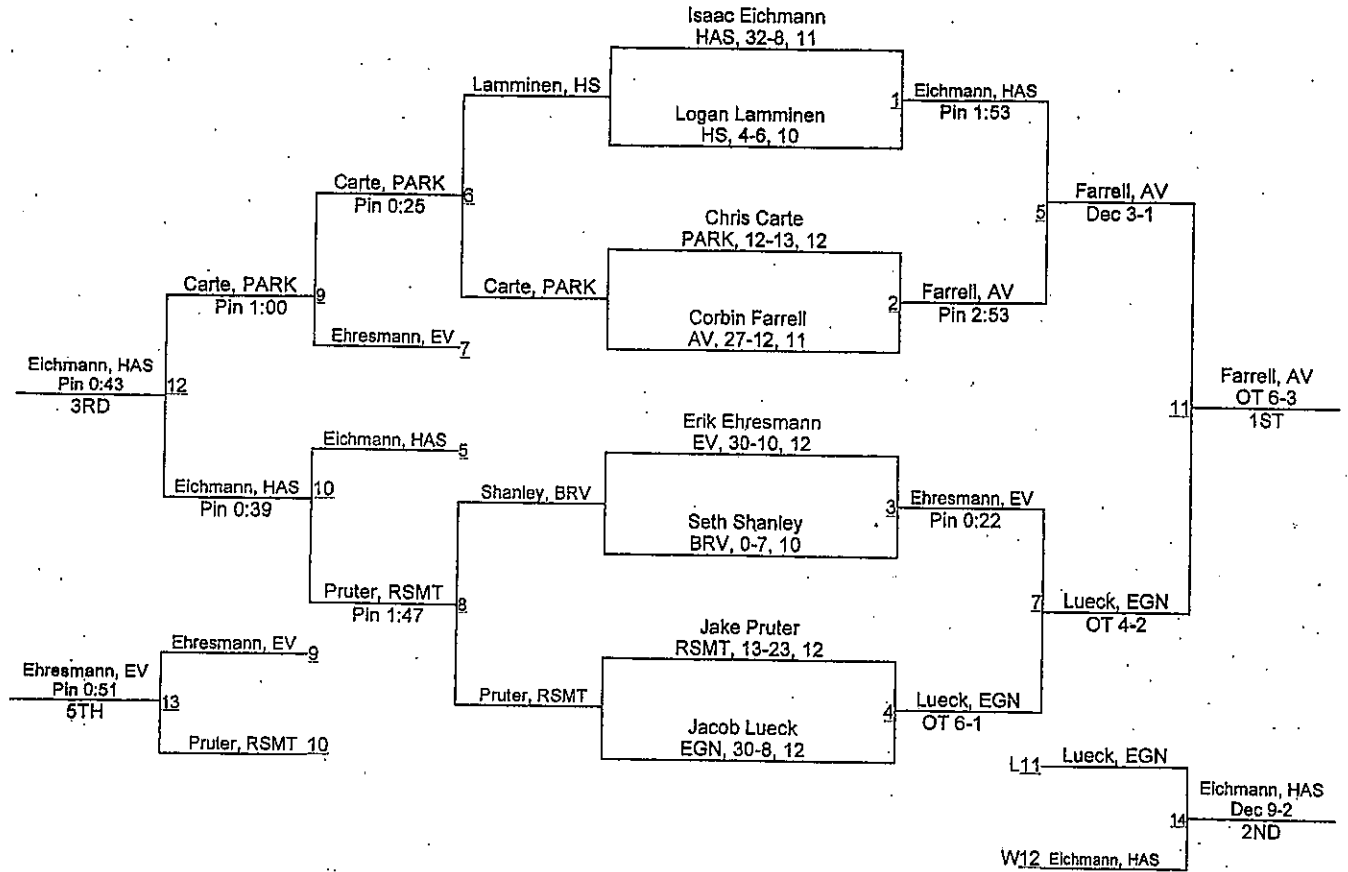 Isaac Eichmann
HAS, 32-8, 11
Lamminen, HS
1
Eichmann, HAS
Pin 1:53
Logan Lamminen
HS, 4-6, 10
Carte, PARK
Pin 0:25
6
Farrell, AV
Dec 3-1
5
Chris Carte
PARK, 12-13, 12
Carte, PARK
Pin 1:00
9
Carte, PARK
2
Farrell, AV
Pin 2:53
Corbin Farrell
AV, 27-12, 11
Ehresmann, EV
7
Eichmann, HAS
Pin 0:43
3RD
12
Farrell, AV
OT 6-3
1ST
11
Erik Ehresmann
EV, 30-10, 12
Eichmann, HAS
5
Eichmann, HAS
Pin 0:39
10
Shanley, BRV
3
Ehresmann, EV
Pin 0:22
Seth Shanley
BRV, 0-7, 10
Pruter, RSMT
Pin 1:47
8
7
Lueck, EGN
OT 4-2
Jake Pruter
RSMT, 13-23, 12
Ehresmann, EV
9
Ehresmann, EV
Pin 0:51
5TH
13
Pruter, RSMT
4
Lueck, EGN
OT 6-1
Jacob Lueck
EGN, 30-8, 12
Pruter, RSMT 10
L11 Lueck, EGN
Eichmann, HAS
Dec 9-2
2ND
14
W12 Eichmann, HAS